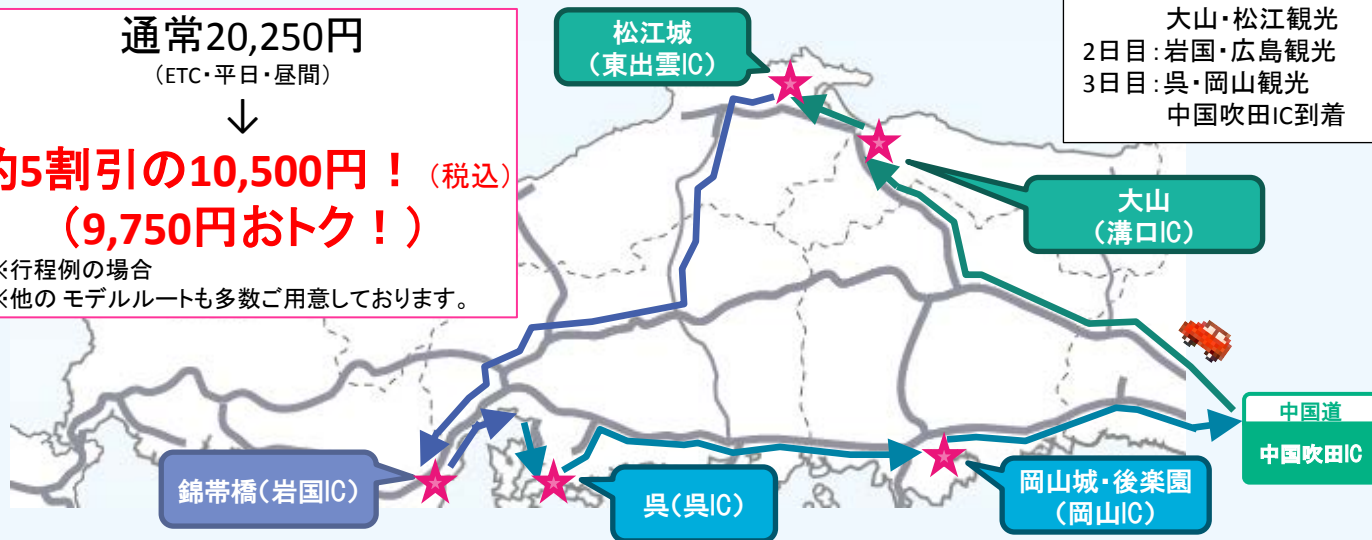 通常20,250円
（ETC・平日・昼間）
↓
5割引の10,500円！（税込）
（9,750円おトク！）
※行程例の場合
※他の モデルルートも多数ご用意しております。
松江城
（東出雲IC）
大山・松江観光
2日目：岩国・広島観光
3日目：呉・岡山観光
中国吹田IC到着
大山
（溝口IC）
中国道
中国吹田IC
錦帯橋（岩国IC）
呉（呉IC）
岡山城・後楽園
（岡山IC）